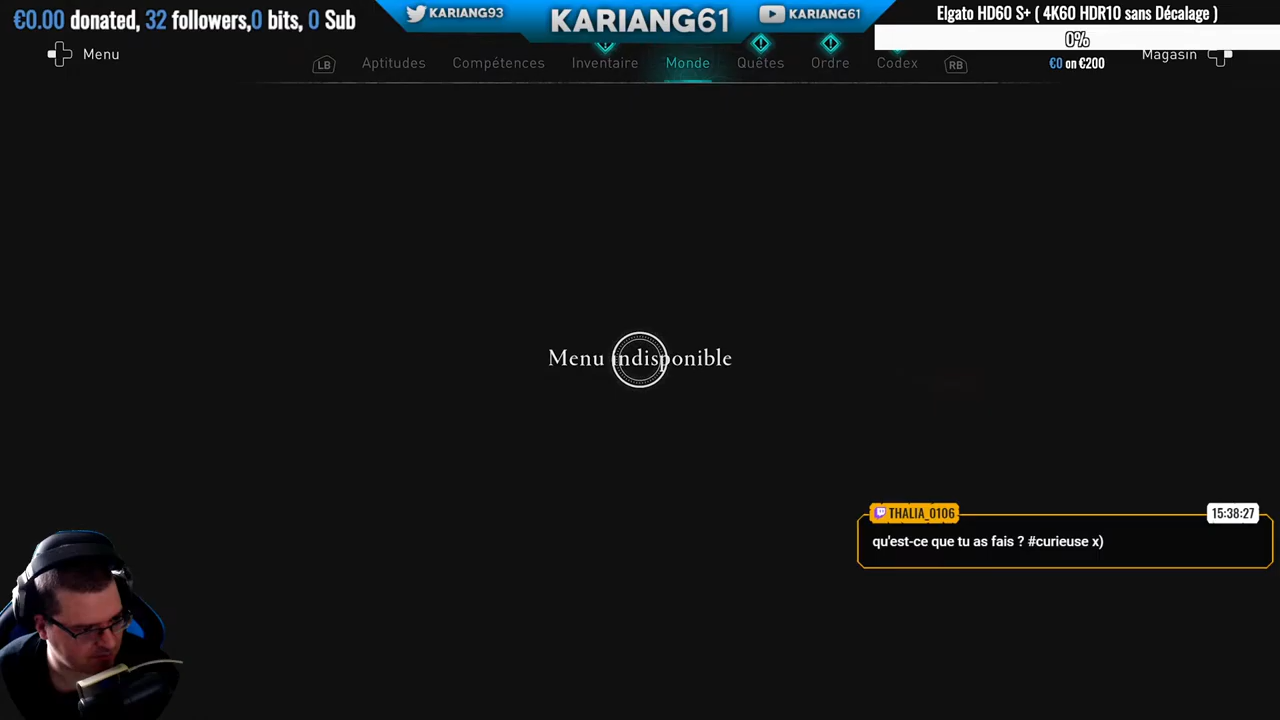 €0.00 donated, 32 followers,0 bits, 0 Sub
KARIANG93
KARIANG61
KARIANG61
Elgato HD60 S+ ( 4K60 HDR10 sans Décalage )
0%
€0 on €200
Menu
LB
Aptitudes
Compétences
Inventaire
Monde
Quêtes
Ordre
Codex
RB
Magasin
Menu indisponible
THALIA_0106
15:38:27
qu'est-ce que tu as fais ? #curieuse x)